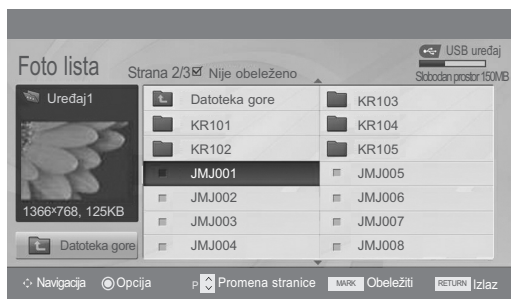 USB uređaj
Foto lista
Strana 2/3 Nije obeleženo
Slobodan prostor 150MB
Uređaj1
Datoteka gore KR103
KR101 KR104
KR102 KR105
JMJ001 JMJ005
JMJ002 JMJ006
1366x768, 125KB
JMJ003 JMJ007
Datoteka gore
JMJ004 JMJ008
Navigacija Opcija P Promena stranice MARK Obeležiti RETURN Izlaz